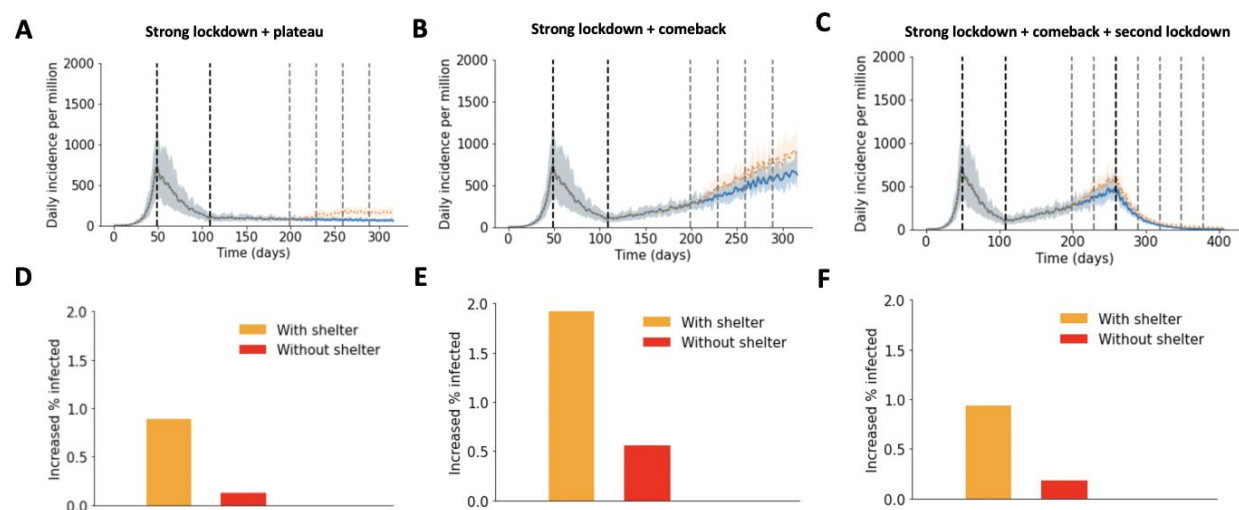 A
Strong lockdown + plateau
Daily incidence per million
2000
1500
1000
500
0
0 50 100 150 200 250 300
Time (days)
B
Strong lockdown + comeback
Daily incidence per million
2000
1500
1000
500
0
0 50 100 150 200 250 300
Time (days)
C
Strong lockdown + comeback + second lockdown
Daily incidence per million
2000
1500
1000
500
0
0 100 200 300 400
Time (days)
D
Increased % infected
2.0
1.5
1.0
0.5
0.0
With shelter
Without shelter
E
Increased % infected
2.0
1.5
1.0
0.5
0.0
With shelter
Without shelter
F
Increased % infected
2.0
1.5
1.0
0.5
0.0
With shelter
Without shelter